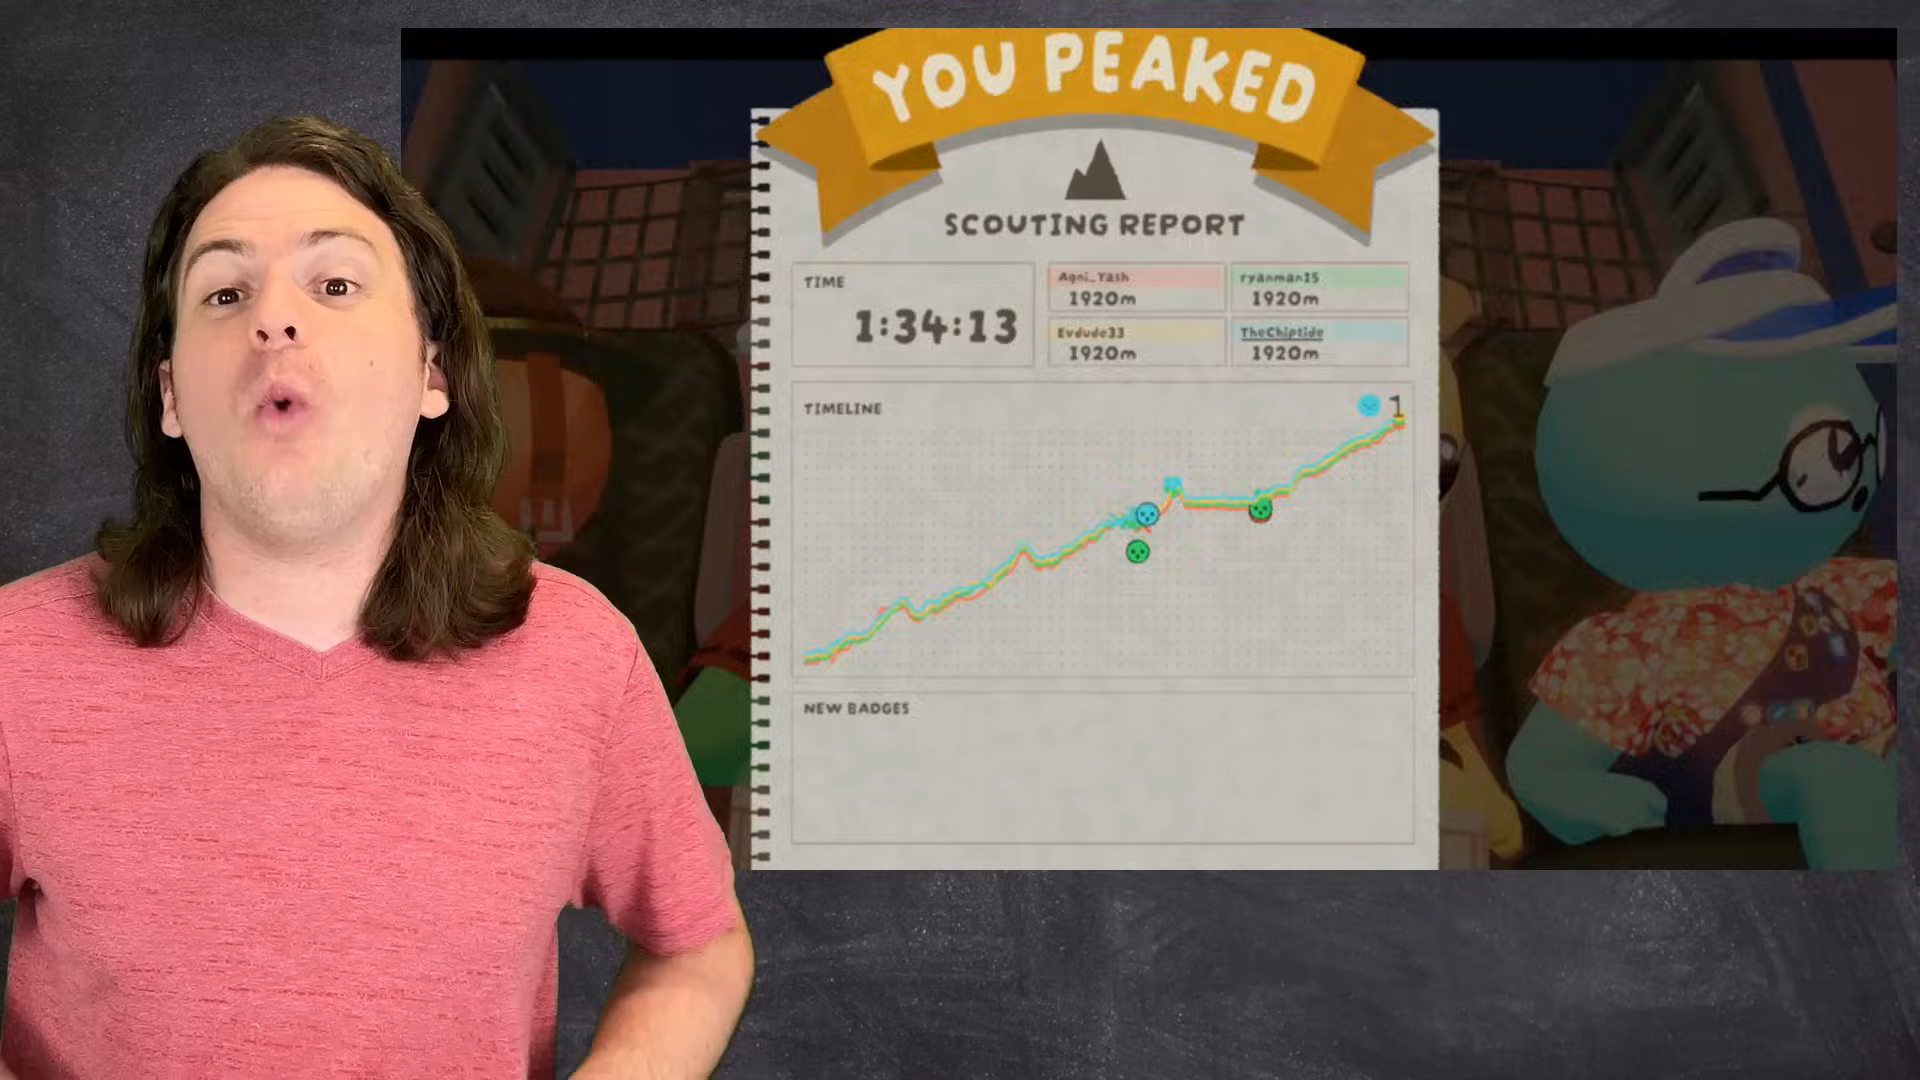 YOU PEAKED
SCOUTING REPORT
TIME
1:34:13
Agni_Yash
1920m
ryanman15
1920m
Evdude33
1920m
TheChiptide
1920m
TIMELINE
1
NEW BADGES